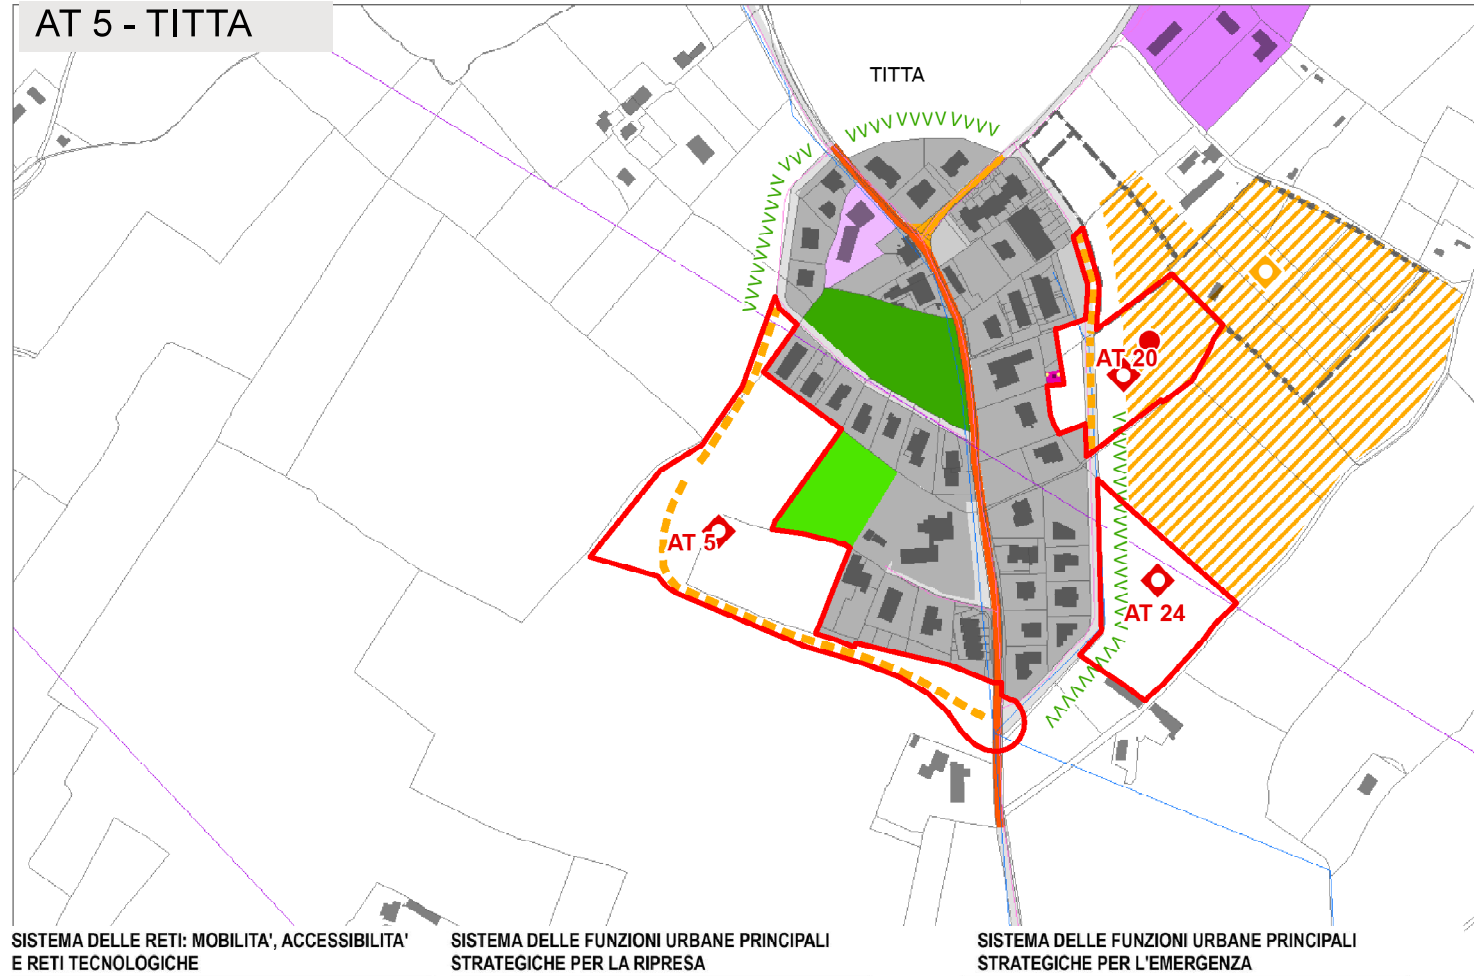 AT 5 - TITTA
TITTA
AT 20
AT 5
AT 24
SISTEMA DELLE RETI: MOBILITA', ACCESSIBILITA'
E RETI TECNOLOGICHE
SISTEMA DELLE FUNZIONI URBANE PRINCIPALI
STRATEGICHE PER LA RIPRESA
SISTEMA DELLE FUNZIONI URBANE PRINCIPALI
STRATEGICHE PER L'EMERGENZA